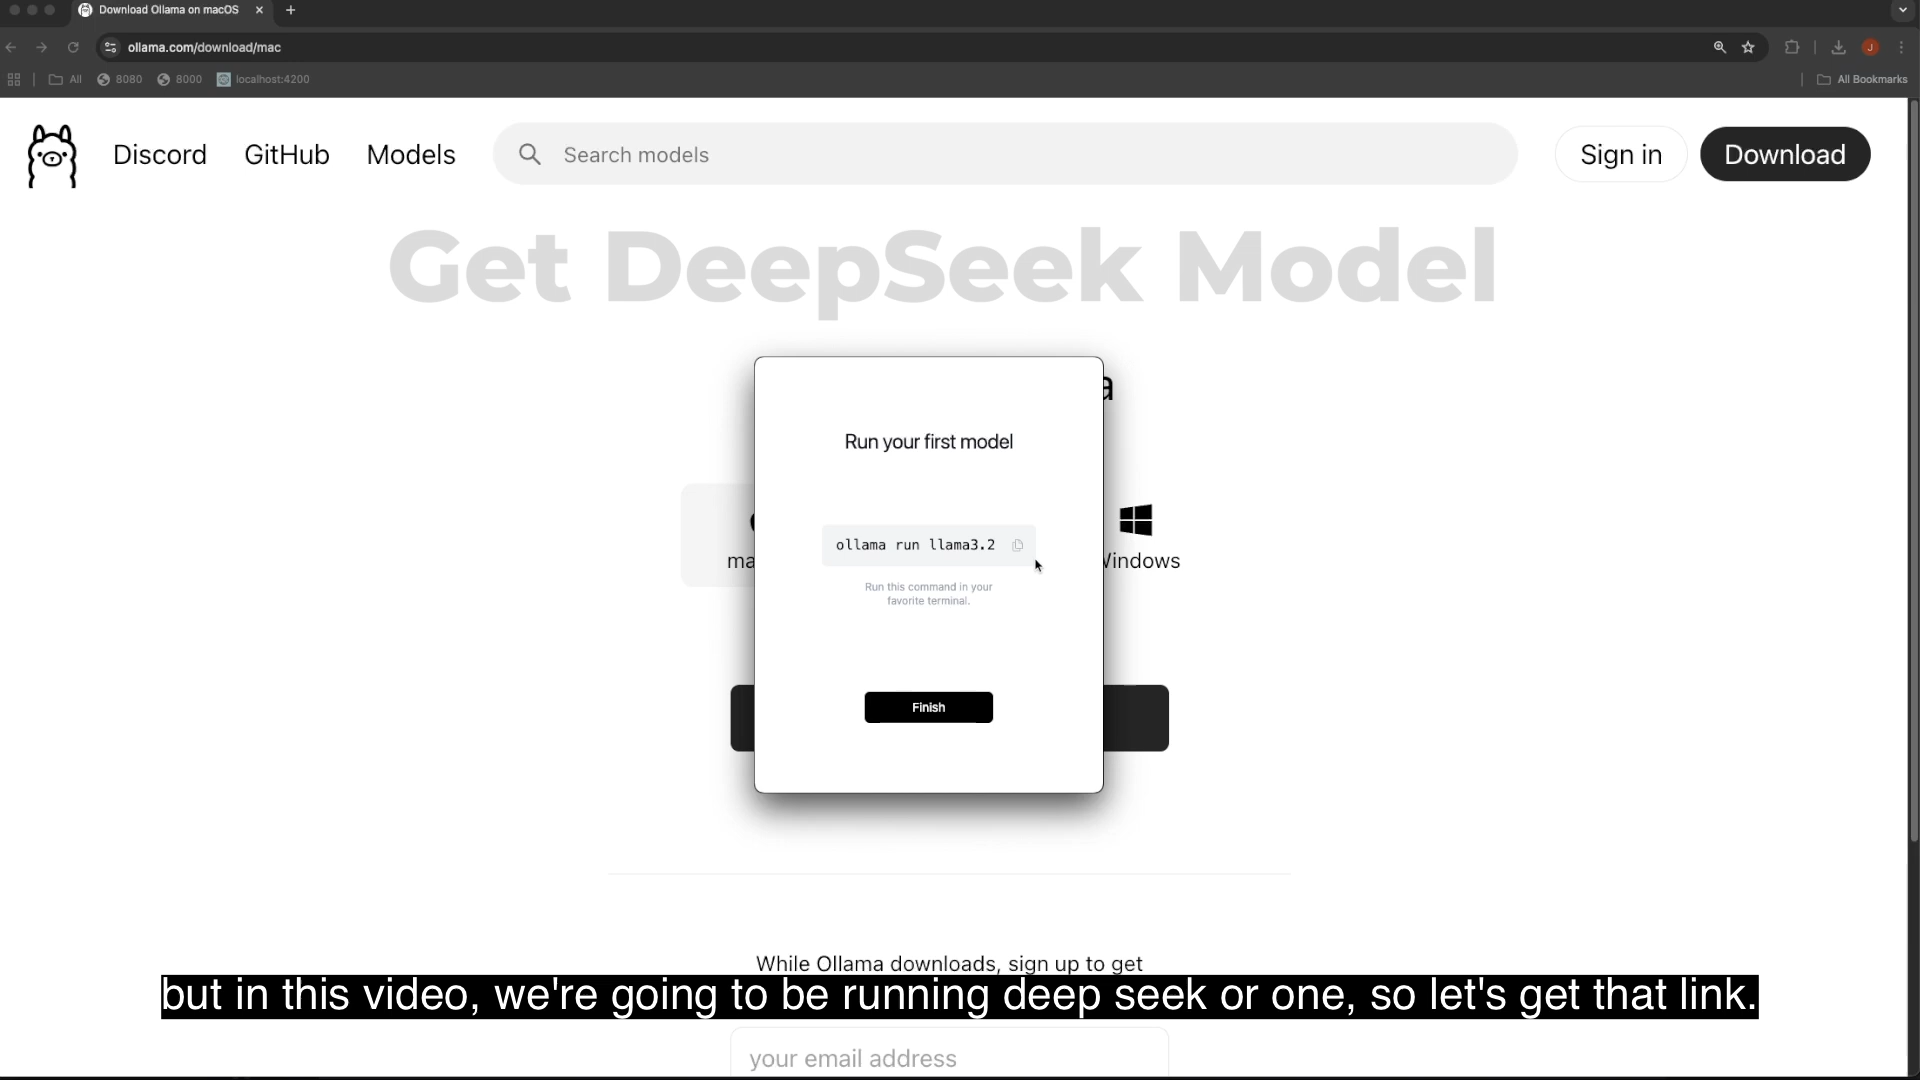 Download Ollama on macOS
ollama.com/download/mac
J
All
8080
8000
localhost:4200
All Bookmarks
Discord
GitHub
Models
Search models
Sign in
Download
Get DeepSeek Model
a
Run your first model
ollama run llama3.2
Run this command in your
favorite terminal.
ma
Windows
Finish
While Ollama downloads, sign up to get
but in this video, we're going to be running deep seek or one, so let's get that link.
your email address